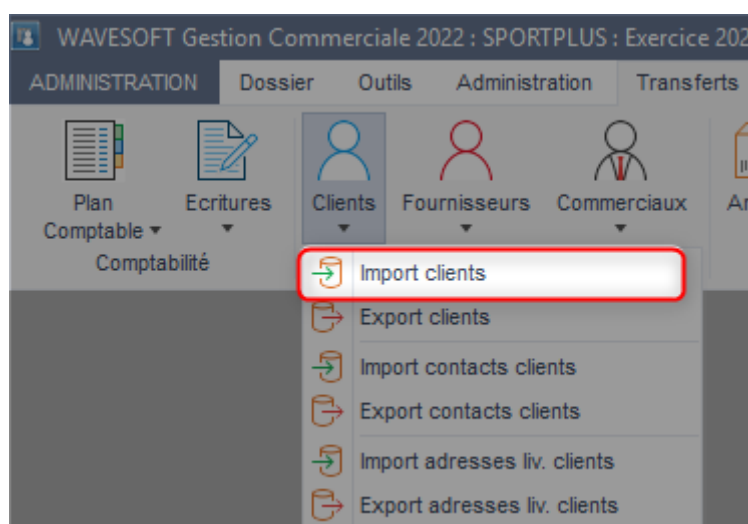 WAVESOFT Gestion Commerciale 2022 : SPORTPLUS : Exercice 202
ADMINISTRATION Dossier Outils Administration Transferts
Plan Comptable
Ecritures
Clients
Fournisseurs
Commerciaux
Comptabilité
Import clients
Export clients
Import contacts clients
Export contacts clients
Import adresses liv. clients
Export adresses liv. clients